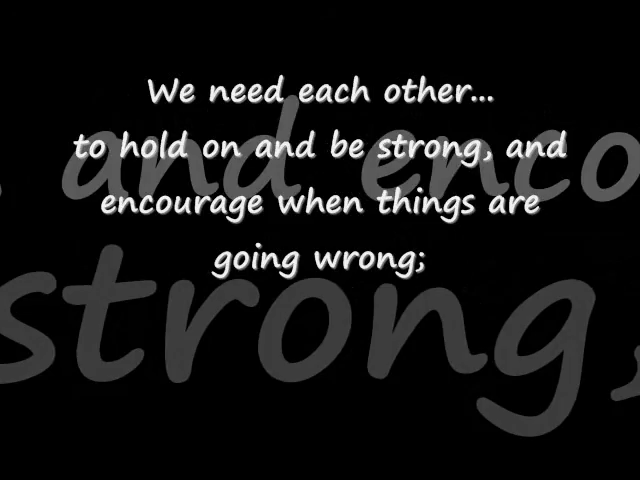 We need each other...
to hold on and be strong, and
encourage when things are
going wrong;
, and enco
strong,